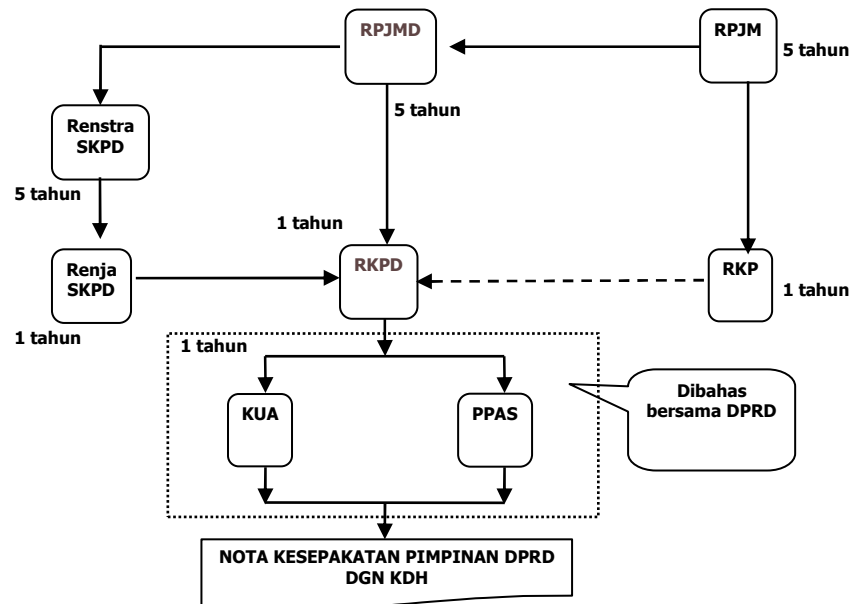 RPJMD
RPJM
5 tahun
5 tahun
Renstra
SKPD
5 tahun
1 tahun
Renja
SKPD
RKPD
RKP
1 tahun
1 tahun
1 tahun
KUA
PPAS
Dibahas
bersama DPRD
NOTA KESEPAKATAN PIMPINAN DPRD
DGN KDH